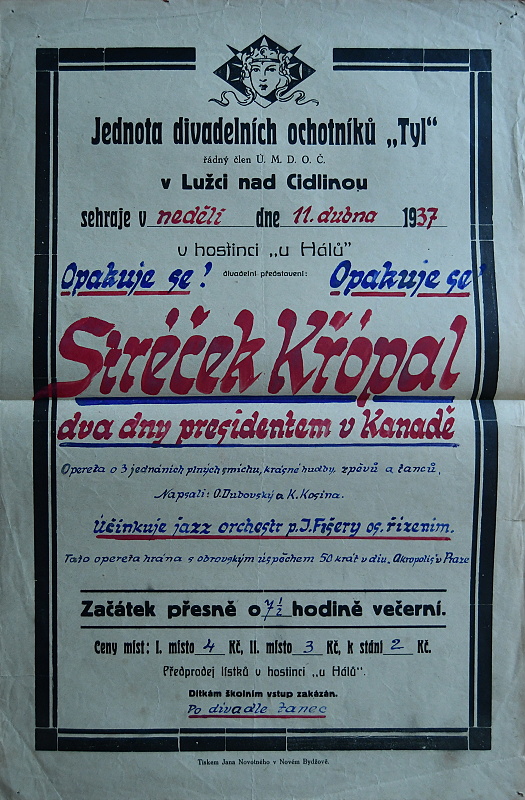 Jednota divadelních ochotníků „Tyl“
řádný člen Ú. M. D. O. Č.
v Lužci nad Cidlinou
sehraje v neděli dne 11. dubna 1937
v hostinci „u Hálů“
Opakuje se! divadelní představení: Opakuje se!
Stréček Křópal
dva dny presidentem v Kanadě
Opereta o 3 jednáních plných smíchu, krásné hudby, zpěvů a tanců.
Napsali: O. Dubovský a K. Kosina.
Účinkuje jazz orchestr p. J. Fišery os. řízením.
Tato opereta hrána s obrovským úspěchem 50 krát v div. „Akropolis“ v Praze
Začátek přesně o 7½ hodině večerní.
Ceny míst: I. místo 4 Kč, II. místo 3 Kč, k stání 2 Kč.
Předprodej lístků v hostinci „u Hálů“.
Dítkám školním vstup zakázán.
Po divadle tanec
Tiskem Jana Novotného v Novém Bydžově.